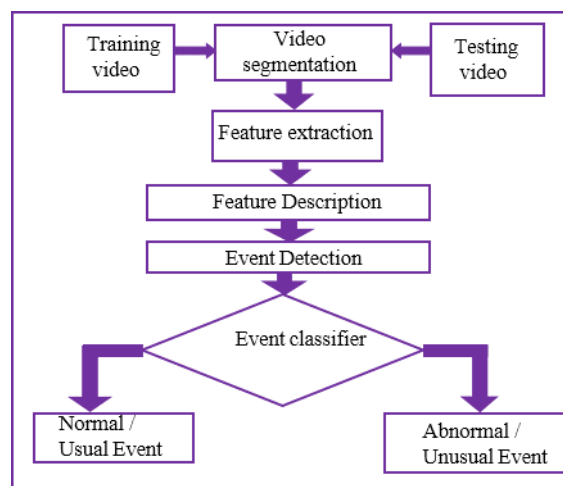 Training
video
Video
segmentation
Testing
video
Feature extraction
Feature Description
Event Detection
Event classifier
Normal /
Usual Event
Abnormal /
Unusual Event